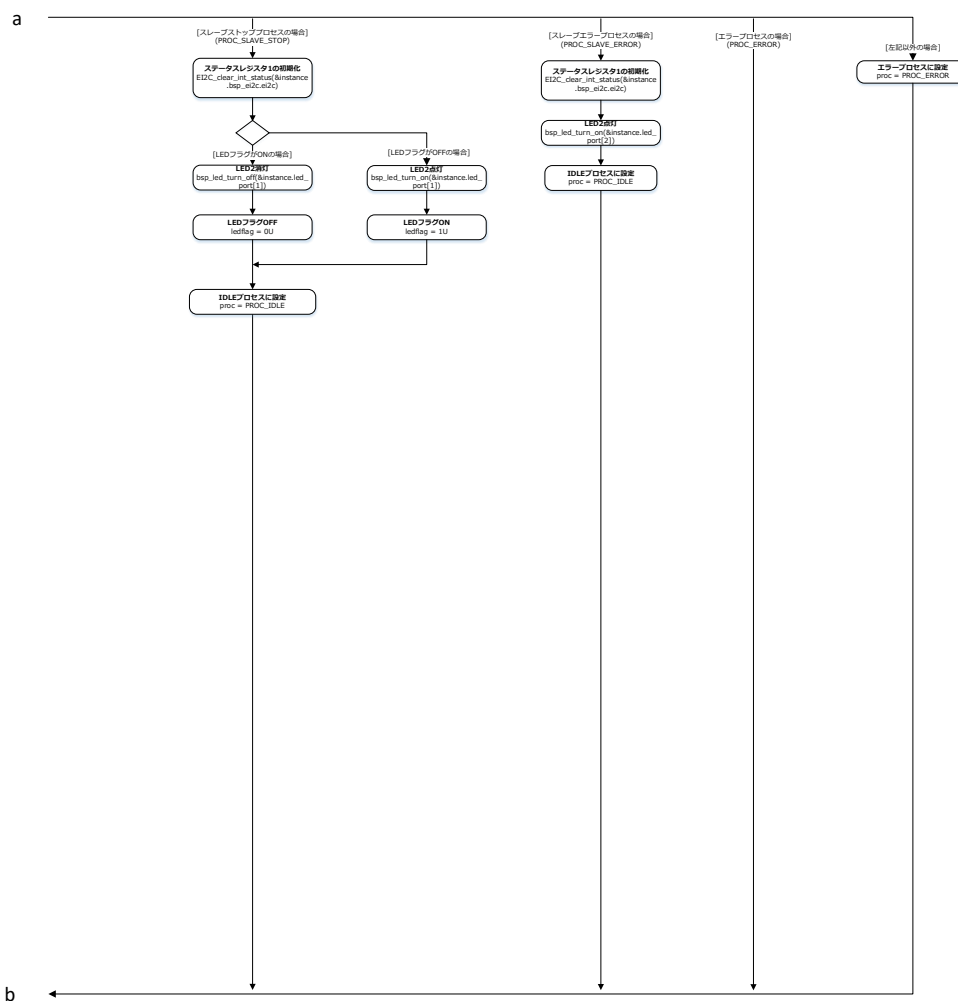 a
[スレーブストッププロセスの場合]
(PROC_SLAVE_STOP)
ステータスレジスタ1の初期化
EI2C_clear_int_status(&instance
.bsp_ei2c.ei2c)
[LEDフラグがONの場合]
LED2消灯
bsp_led_turn_off(&instance.led_
port[1])
LEDフラグOFF
ledflag = 0U
[LEDフラグがOFFの場合]
LED2点灯
bsp_led_turn_on(&instance.led_
port[1])
LEDフラグON
ledflag = 1U
IDLEプロセスに設定
proc = PROC_IDLE
[スレーブエラープロセスの場合]
(PROC_SLAVE_ERROR)
ステータスレジスタ1の初期化
EI2C_clear_int_status(&instance
.bsp_ei2c.ei2c)
LED2点灯
bsp_led_turn_on(&instance.led_
port[2])
IDLEプロセスに設定
proc = PROC_IDLE
[エラープロセスの場合]
(PROC_ERROR)
[左記以外の場合]
エラープロセスに設定
proc = PROC_ERROR
b